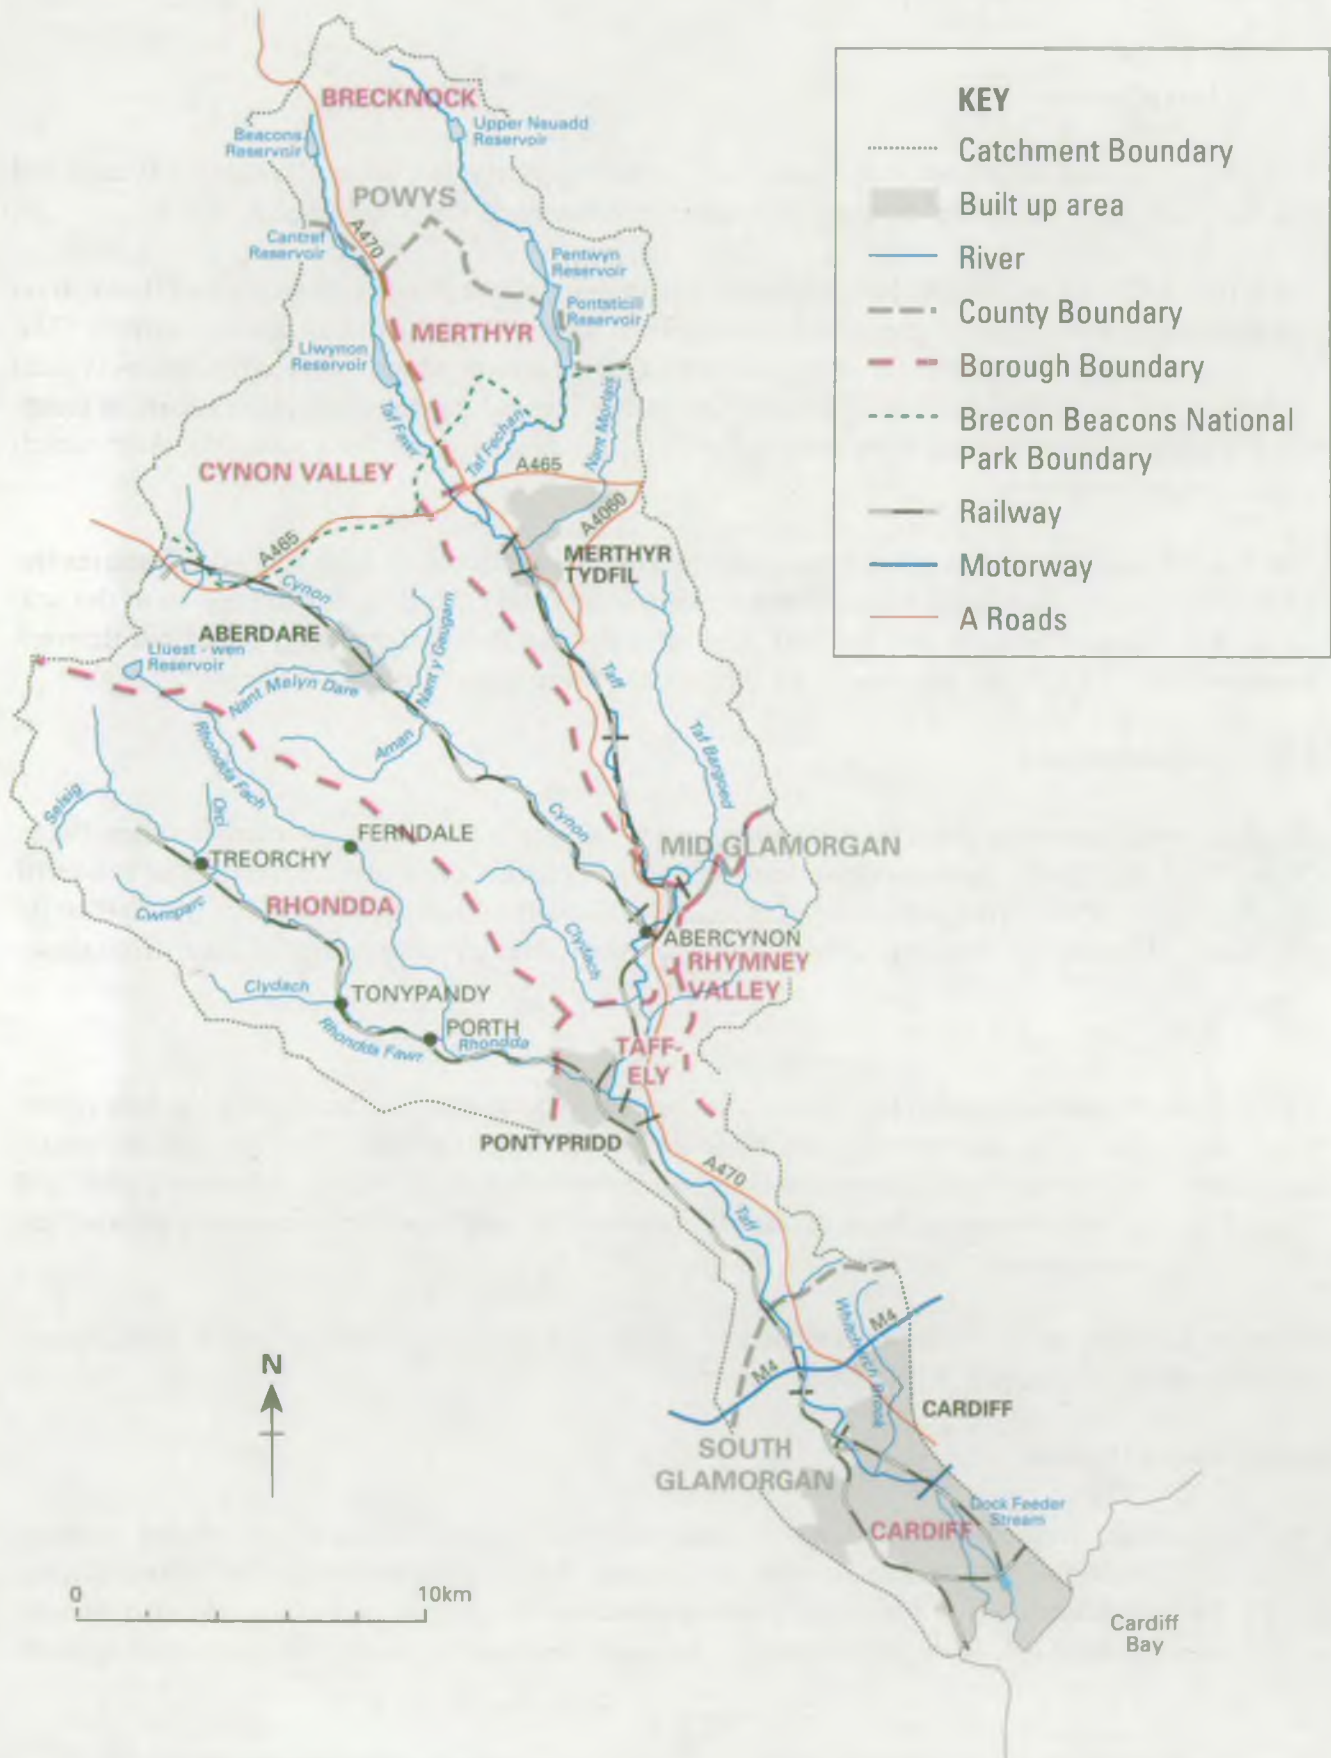 KEY
Catchment Boundary
Built up area
River
County Boundary
Borough Boundary
Brecon Beacons National
Park Boundary
Railway
Motorway
A Roads
BRECKNOCK
Beacons
Reservoir
Upper Neuadd
Reservoir
POWYS
A470
Cantref
Reservoir
Pentwyn
Reservoir
Pontsticill
Reservoir
MERTHYR
Llwynon
Reservoir
Taf Fawr
Taf Fechan
Nant Morlais
CYNON VALLEY
A465
A4060
A465
MERTHYR
TYDFIL
Cynon
ABERDARE
Lluest - wen
Reservoir
Nant Melyn Dare
Nant y Geugarn
Taff
Aman
Rhondda Fach
Taf Bargoed
Selsig
Orci
Cynon
FERNDALE
MID GLAMORGAN
TREORCHY
RHONDDA
Cwmparc
ABERCYNON
Clydach
RHYMNEY
VALLEY
Clydach
TONYPANDY
PORTH
Rhondda Fawr
Rhondda
TAFF-
ELY
PONTYPRIDD
A470
Taff
Whitchurch Brook
M4
M4
N
CARDIFF
SOUTH
GLAMORGAN
Dock Feeder
Stream
CARDIFF
0
10km
Cardiff
Bay